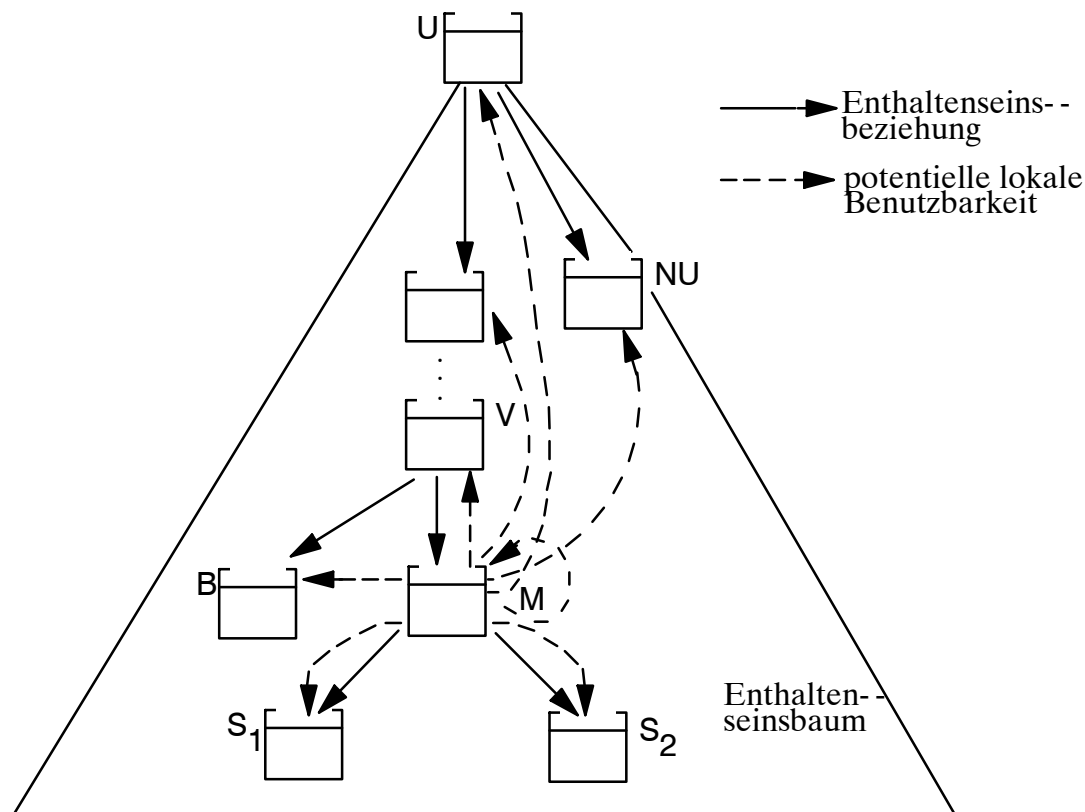 U
Enthaltenseins- -
beziehung
potentielle lokale
Benutzbarkeit
NU
V
B
M
S1
S2
Enthalten- -
seinsbaum